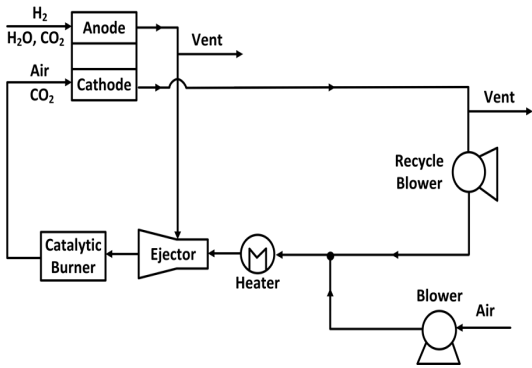 H₂
H₂O, CO₂
Anode
Vent
Air
CO₂
Cathode
Vent
Recycle
Blower
Catalytic
Burner
Ejector
Heater
Blower
Air